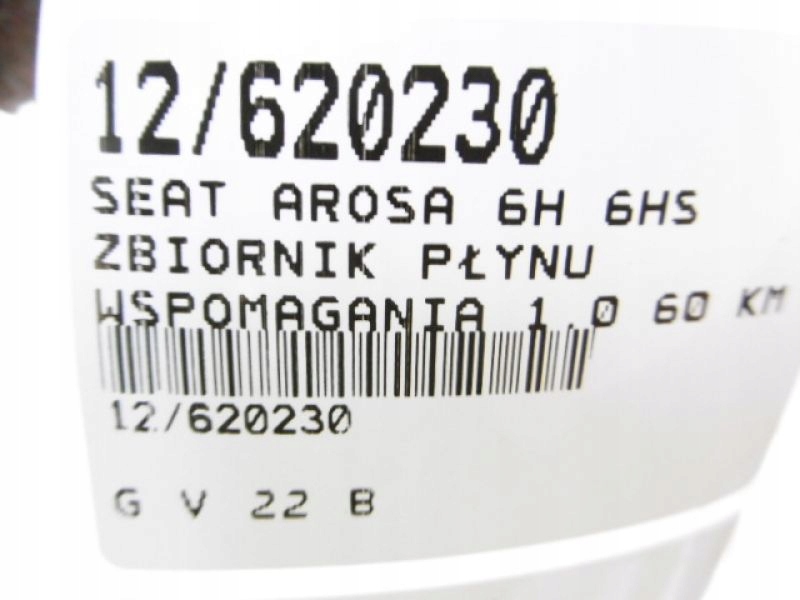 12/620230
SEAT AROSA 6H 6HS
ZBIORNIK PŁYNU
WSPOMAGANIA 1.0 60 KM
12/620230
G V 22 B